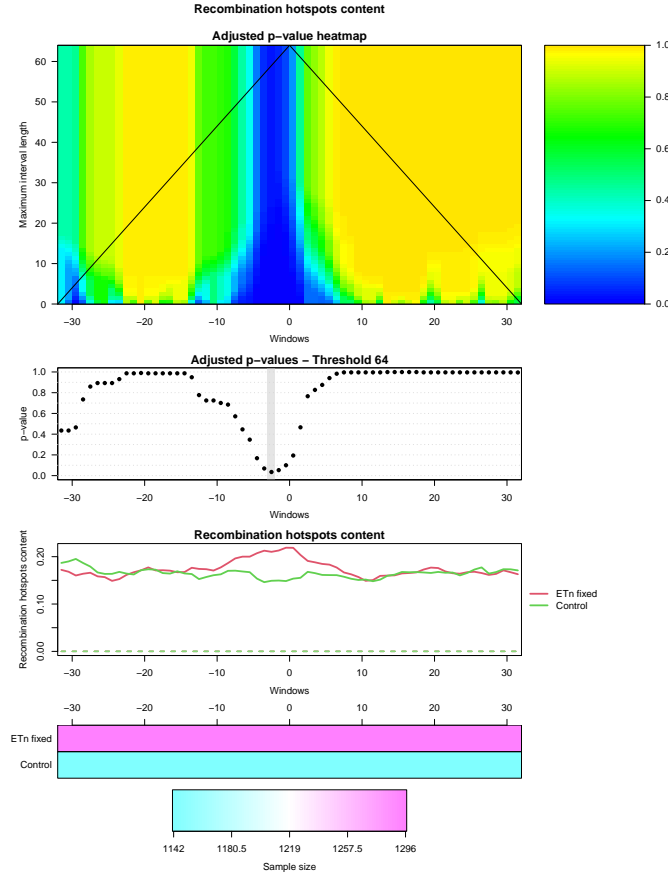 Recombination hotspots content
Adjusted p−value heatmap
Maximum interval length
60
50
40
30
20
10
0
−30 −20 −10 0 10 20 30
Windows
1.0
0.8
0.6
0.4
0.2
0.0
Adjusted p−values − Threshold 64
p−value
1.0
0.8
0.6
0.4
0.2
0.0
−30 −20 −10 0 10 20 30
Windows
Recombination hotspots content
Recombination hotspots content
0.20
0.10
0.00
ETn fixed
Control
−30 −20 −10 0 10 20 30
Windows
−30 −20 −10 0 10 20 30
ETn fixed
Control
1142 1180.5 1219 1257.5 1296
Sample size